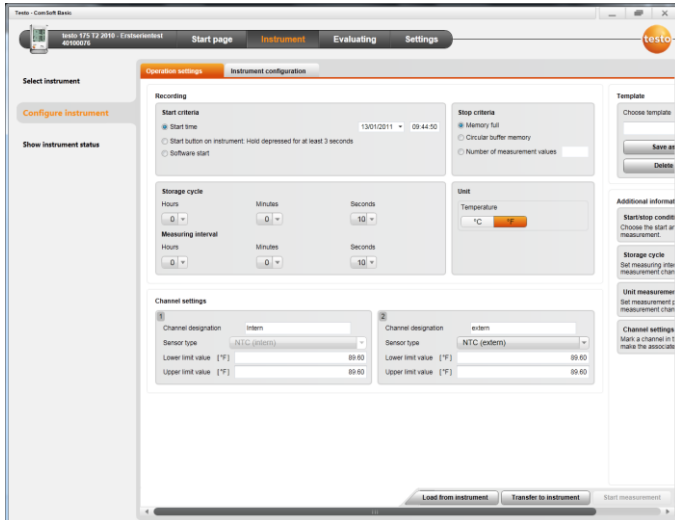 Testo - ComSoft Basic
testo 175 T2 2010 - Erstserientest
40100076
Start page
Instrument
Evaluating
Settings
testo
Select instrument
Configure instrument
Show instrument status
Operation settings
Instrument configuration
Recording
Start criteria
Start time
13/01/2011
09:44:50
Start button on instrument: Hold depressed for at least 3 seconds
Software start
Stop criteria
Memory full
Circular buffer memory
Number of measurement values
Storage cycle
Hours Minutes Seconds
0 0 10
Measuring interval
Hours Minutes Seconds
0 0 10
Unit
Temperature
°C °F
Channel settings
1
Channel designation Intern
Sensor type NTC (intern)
Lower limit value [°F] 89.60
Upper limit value [°F] 89.60
2
Channel designation extern
Sensor type NTC (extern)
Lower limit value [°F] 89.60
Upper limit value [°F] 89.60
Template
Choose template
Save as
Delete
Additional informat
Start/stop conditi
Choose the start an
measurement.
Storage cycle
Set measuring inter
measurement chan
Unit measuremen
Set measurement p
measurement chan
Channel settings
Mark a channel in t
make the associate
Load from instrument
Transfer to instrument
Start measurement